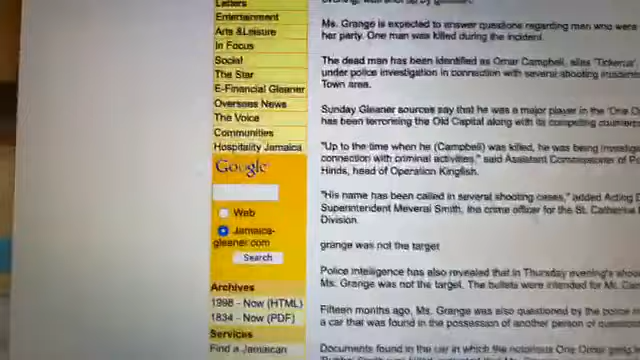 Letters
Entertainment
Arts &Leisure
In Focus
Social
The Star
E-Financial Gleaner
Overseas News
The Voice
Communities
Hospitality Jamaica
Google
Web
Jamaica-
gleaner.com
Search
Archives
1998 - Now (HTML)
1834 - Now (PDF)
Services
Find a Jamaican
Ms. Grange is expected to answer questions regarding men who were
her party. One man was killed during the incident.
The dead man has been identified as Omar Campbell, alias
under police investigation in connection with several shooting
Town area.
Sunday Gleaner sources say that he was a major player in the 'One
has been terrorising the Old Capital along with its competing
"Up to the time when he (Campbell) was killed, he was being
connection with criminal activities," said Assistant Commissioner of
Hinds, head of Operation Kingfish.
"His name has been called in several shooting cases," added Acting
Superintendent Meveral Smith, the crime officer for the St. Catherine
Division.
grange was not the target
Police intelligence has also revealed that in Thursday evening's
Ms. Grange was not the target. The bullets were intended for Mr.
Fifteen months ago, Ms. Grange was also questioned by the police
a car that was found in the possession of another person of
Documents found in the car in which the notorious One Order